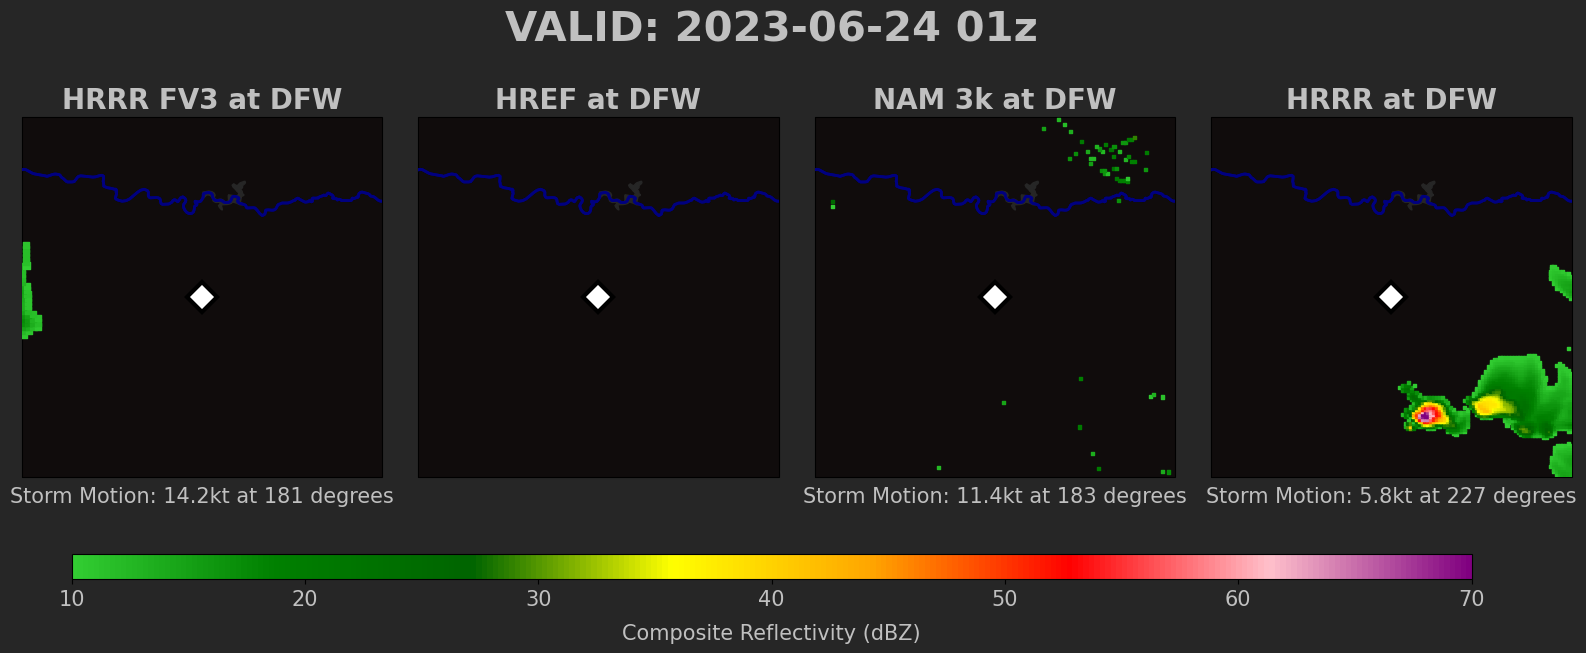 VALID: 2023-06-24 01z
HRRR FV3 at DFW
HREF at DFW
NAM 3k at DFW
HRRR at DFW
Storm Motion: 14.2kt at 181 degrees
Storm Motion: 11.4kt at 183 degrees
Storm Motion: 5.8kt at 227 degrees
10 20 30 40 50 60 70
Composite Reflectivity (dBZ)